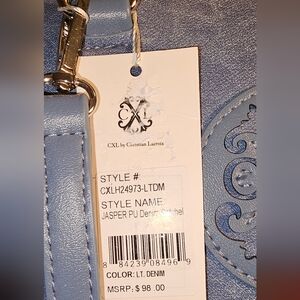 CXL
CXL by Christian Lacroix
STYLE #:
CXLH24973-LTDM
STYLE NAME
JASPER PU Denim
8 84239 08496 9
COLOR: LT. DENIM
MSRP: $ 98.00